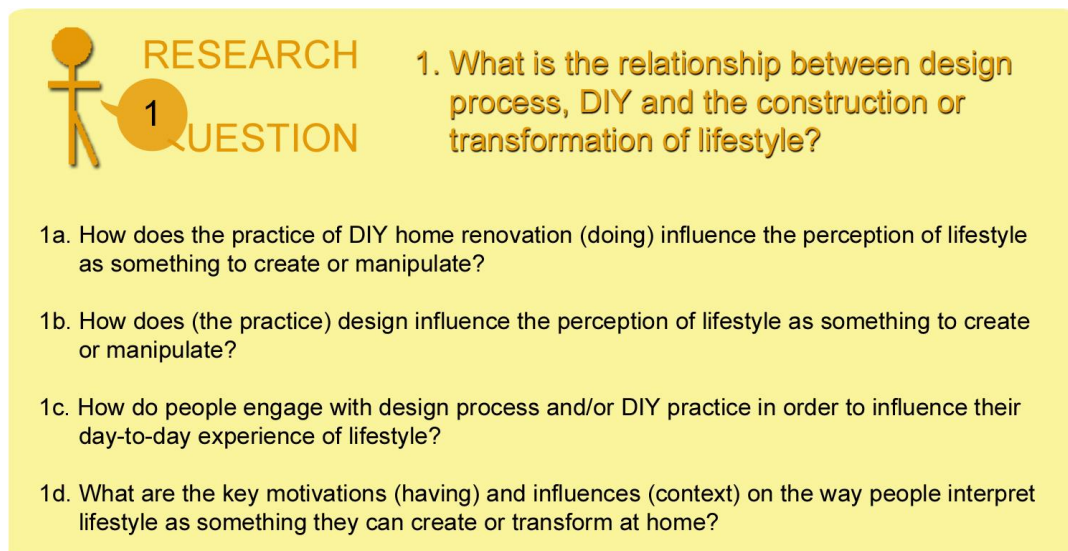 RESEARCH
1
QUESTION
1. What is the relationship between design
process, DIY and the construction or
transformation of lifestyle?
1a. How does the practice of DIY home renovation (doing) influence the perception of lifestyle
as something to create or manipulate?
1b. How does (the practice) design influence the perception of lifestyle as something to create
or manipulate?
1c. How do people engage with design process and/or DIY practice in order to influence their
day-to-day experience of lifestyle?
1d. What are the key motivations (having) and influences (context) on the way people interpret
lifestyle as something they can create or transform at home?